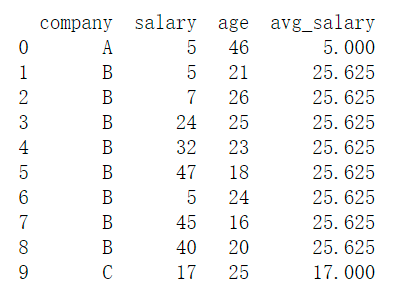 company salary age avg_salary
0 A 5 46 5.000
1 B 5 21 25.625
2 B 7 26 25.625
3 B 24 25 25.625
4 B 32 23 25.625
5 B 47 18 25.625
6 B 5 24 25.625
7 B 45 16 25.625
8 B 40 20 25.625
9 C 17 25 17.000